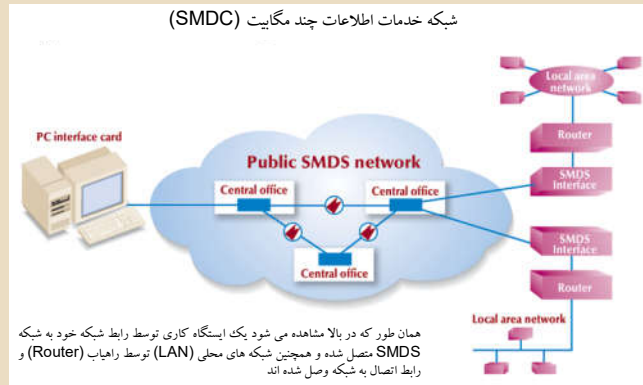 شبکه خدمات اطلاعات چند مگابیت (SMDC)
PC interface card
Public SMDS network
Central office
Central office
Central office
Local area
network
Router
SMDS
Interface
SMDS
Interface
Router
Local area network
همان طور که در بالا مشاهده می شود یک ایستگاه کاری توسط رابط شبکه خود به شبکه
SMDS متصل شده و همچنین شبکه های محلی (LAN) توسط راهیاب (Router) و
رابط اتصال به شبکه وصل شده اند